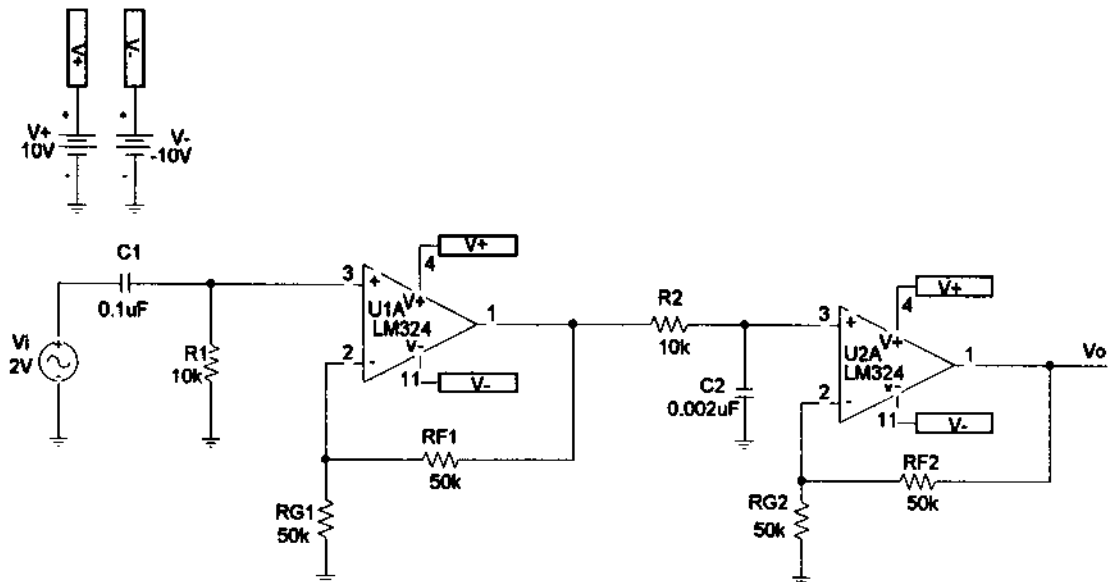 V+
V-
+
+
V+
10V
V-
-10V
-
-
C1
0.1uF
Vi
2V
+
-
R1
10k
3
+
2
-
U1A
LM324
V+
V-
4
V+
11
V-
1
RF1
50k
RG1
50k
R2
10k
C2
0.002uF
3
+
2
-
U2A
LM324
V+
V-
4
V+
11
V-
1
Vo
RF2
50k
RG2
50k